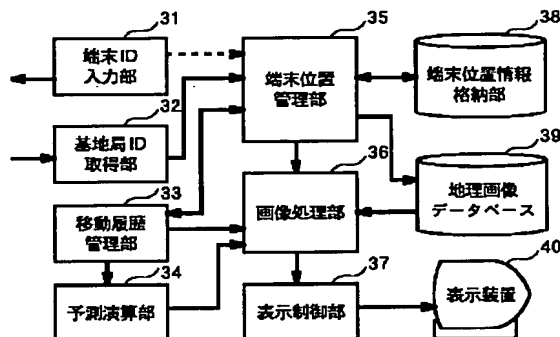 31
端末ID
入力部
32
基地局ID
取得部
33
移動履歴
管理部
34
予測演算部
35
端末位置
管理部
36
画像処理部
37
表示制御部
38
端末位置情報
格納部
39
地理画像
データベース
40
表示装置